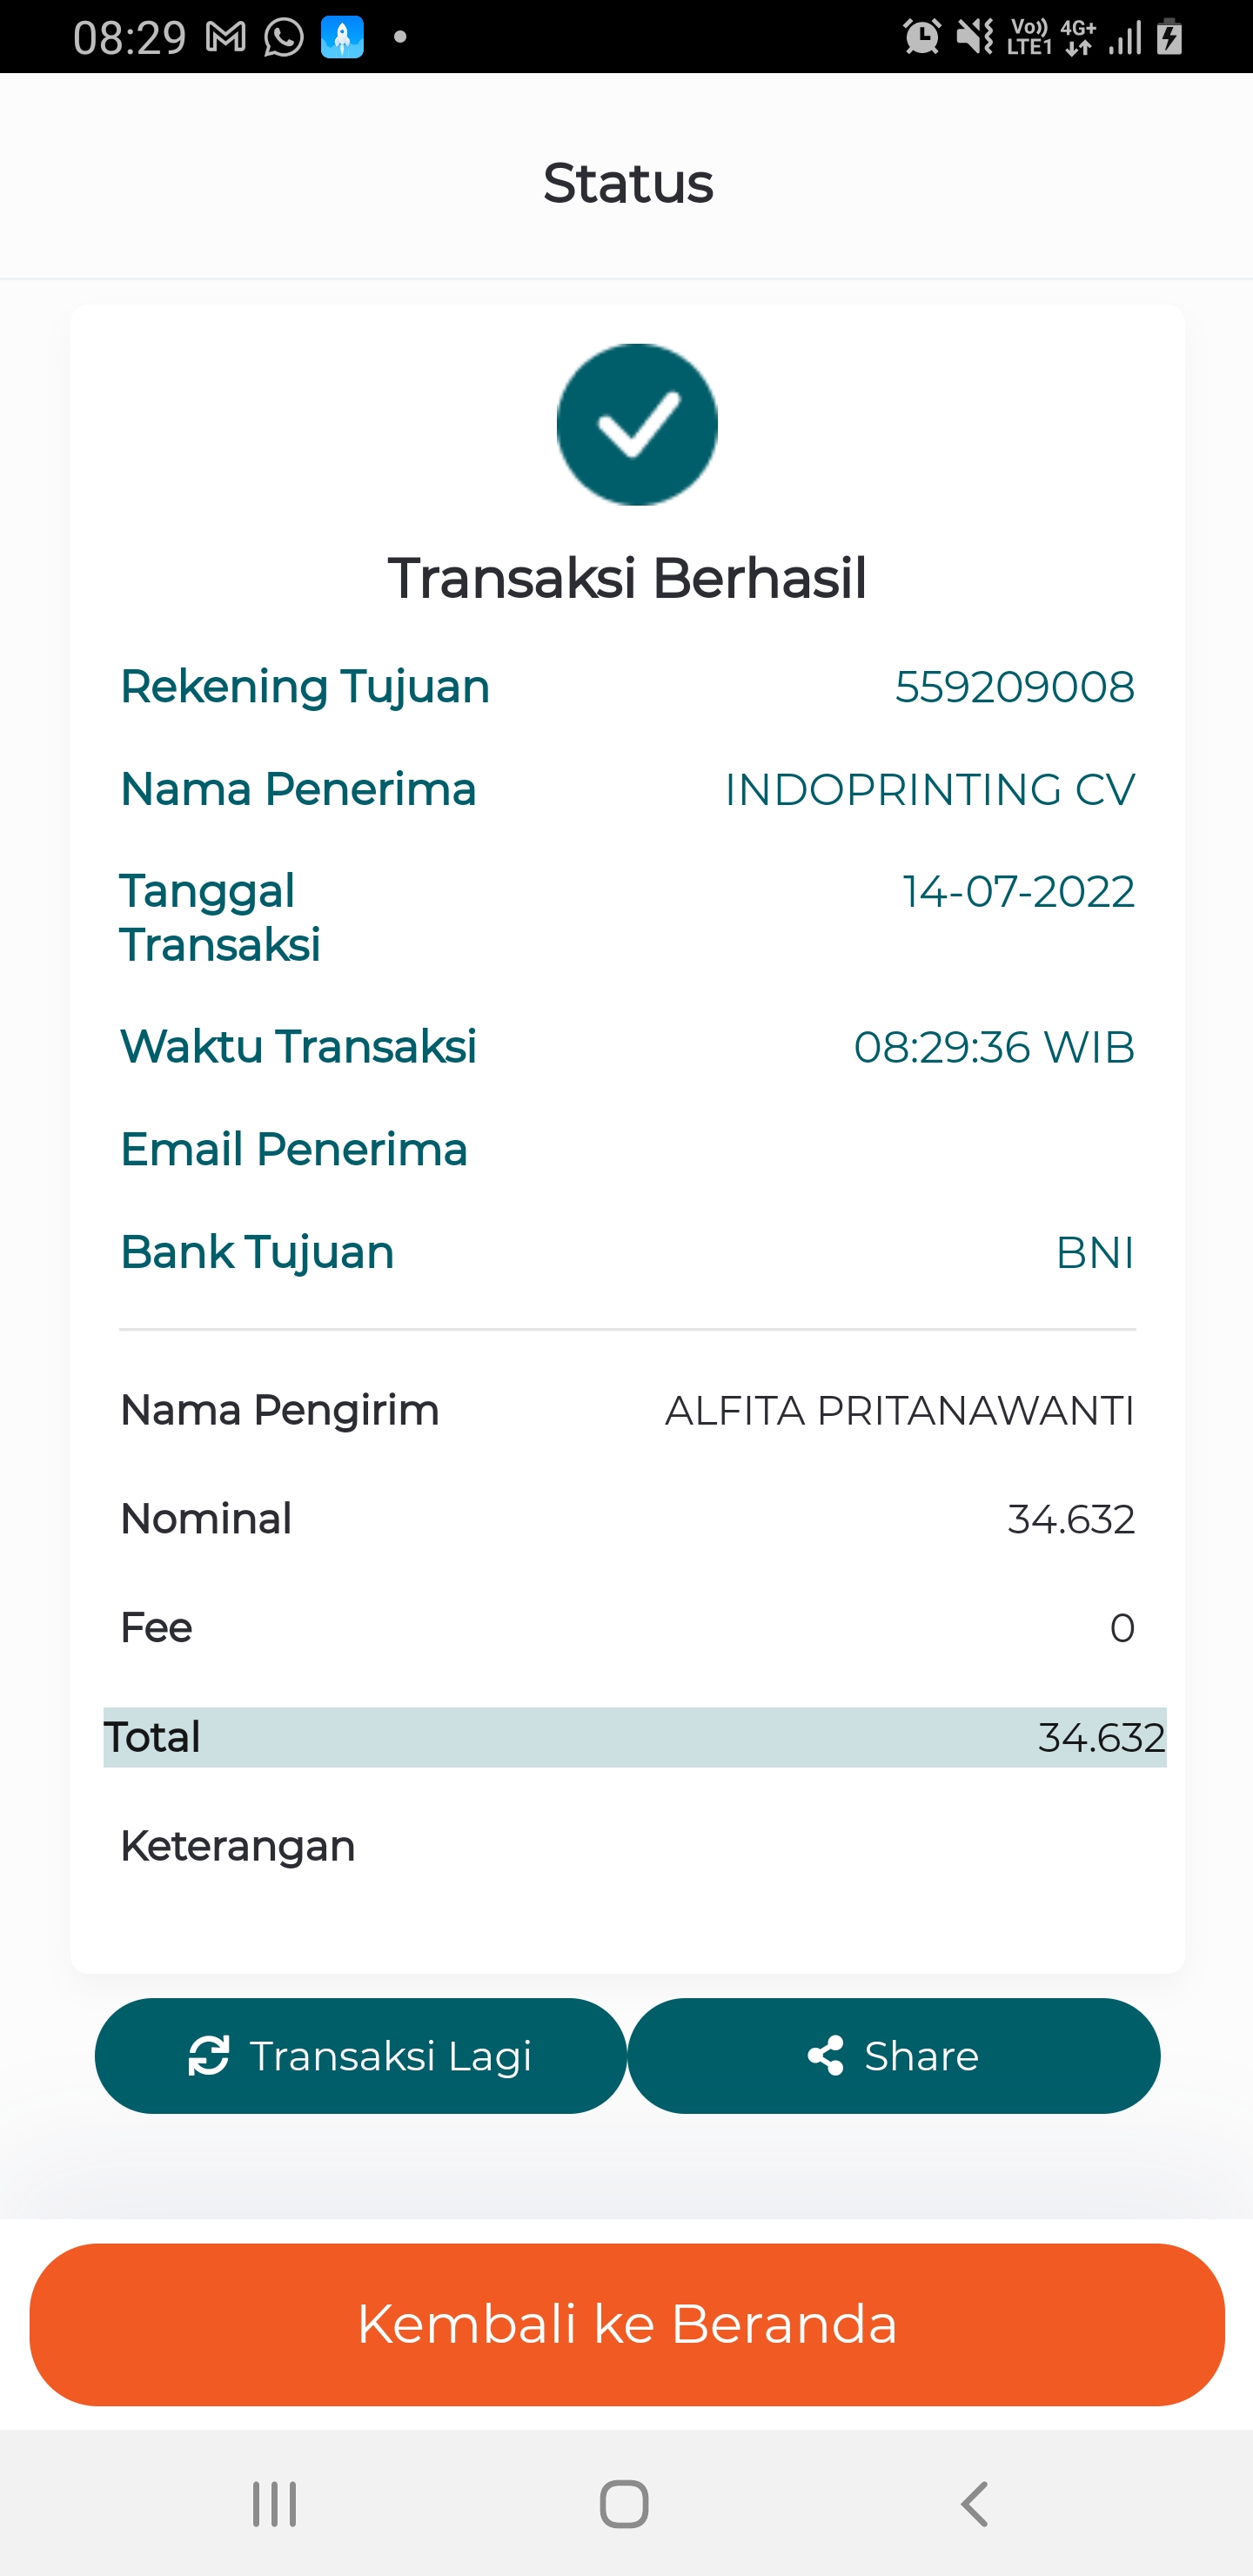 08:29
Vo)) LTE1 4G+
Status
Transaksi Berhasil
Rekening Tujuan 559209008
Nama Penerima INDOPRINTING CV
Tanggal 14-07-2022
Transaksi
Waktu Transaksi 08:29:36 WIB
Email Penerima
Bank Tujuan BNI
Nama Pengirim ALFITA PRITANAWANTI
Nominal 34.632
Fee 0
Total 34.632
Keterangan
Transaksi Lagi Share
Kembali ke Beranda